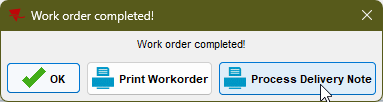 Work order completed!
Work order completed!
OK
Print Workorder
Process Delivery Note